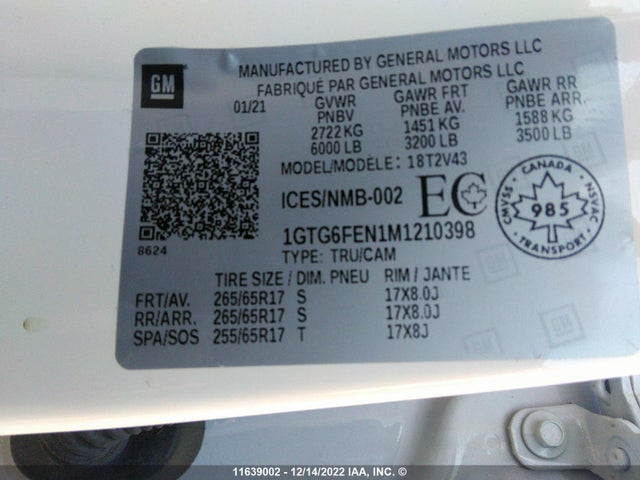 MANUFACTURED BY GENERAL MOTORS LLC
FABRIQUÉ PAR GENERAL MOTORS LLC
GM
01/21 GVWR GAWR FRT GAWR RR
PNBV PNBE AV. PNBE ARR.
2722 KG 1451 KG 1588 KG
6000 LB 3200 LB 3500 LB
MODEL/MODÈLE: 18T2V43
ICES/NMB-002 EC
CANADA
CMVSS 985 NSVAC
TRANSPORT
1GTG6FEN1M1210398
8624
TYPE: TRU/CAM
TIRE SIZE / DIM. PNEU RIM / JANTE
FRT/AV. 265/65R17 S 17X8.0J
RR/ARR. 265/65R17 S 17X8.0J
SPA/SOS 255/65R17 T 17X8J
GM
GM
GM
11639002 - 12/14/2022 IAA, INC. ©